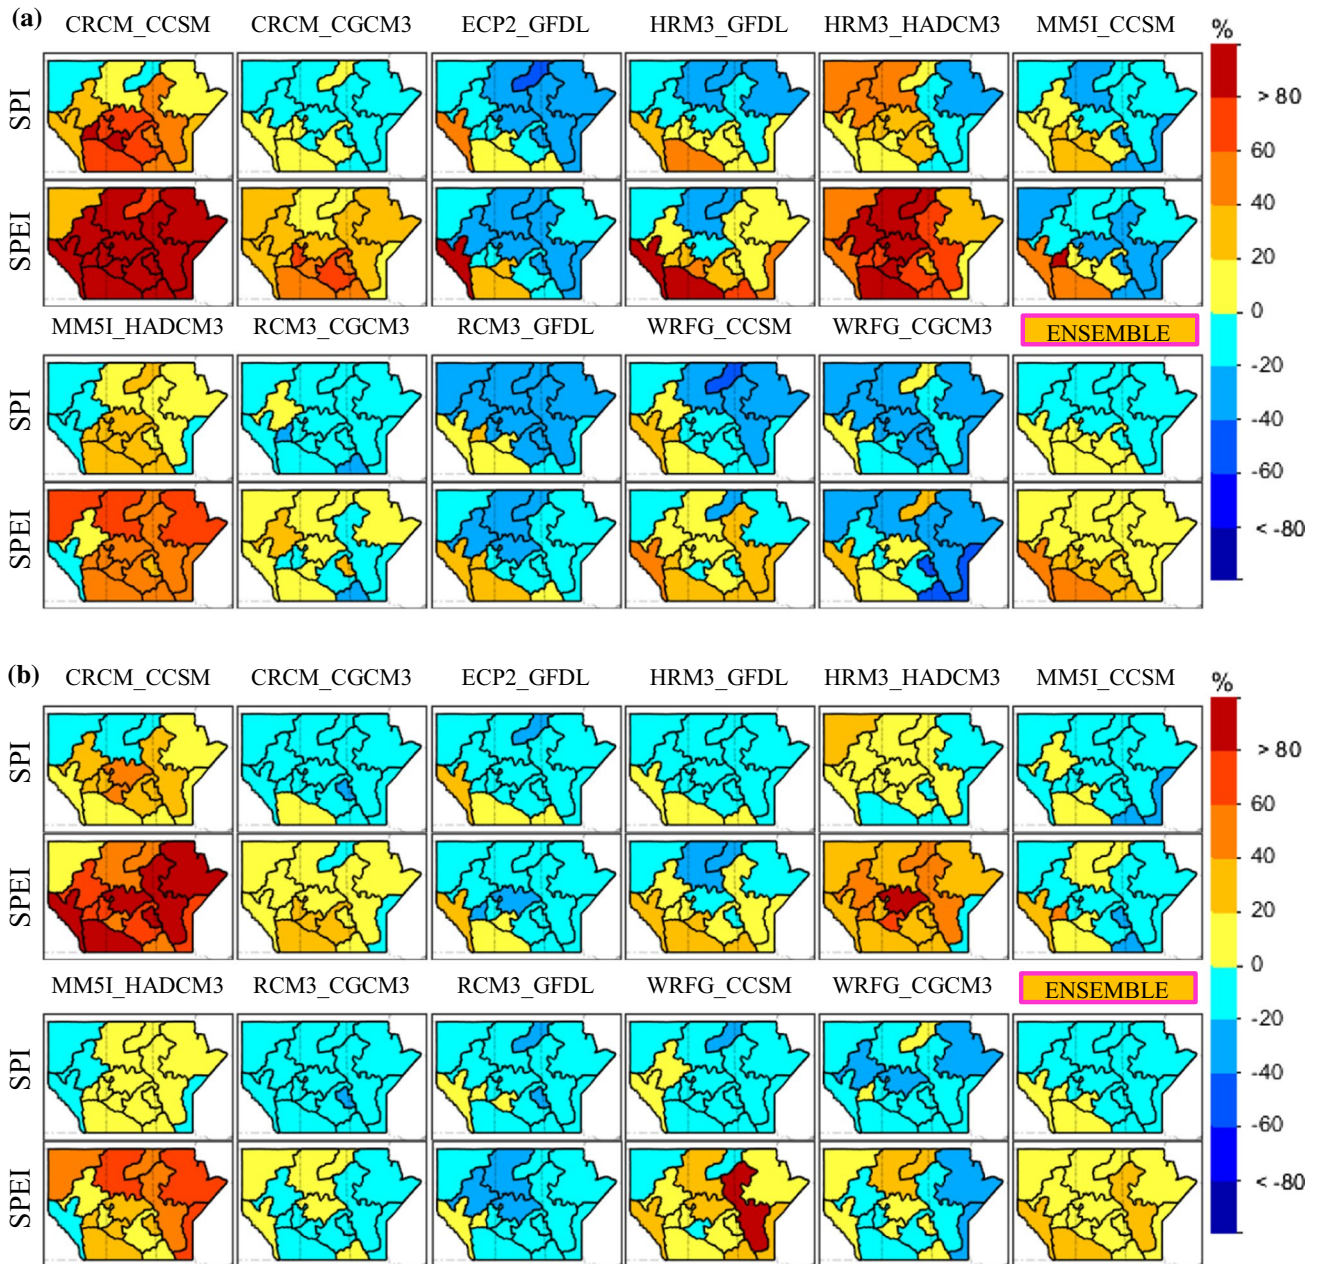 (a)
CRCM_CCSM CRCM_CGCM3 ECP2_GFDL HRM3_GFDL HRM3_HADCM3 MM5I_CCSM %
SPI
> 80
60
40
SPEI
20
0
MM5I_HADCM3 RCM3_CGCM3 RCM3_GFDL WRFG_CCSM WRFG_CGCM3 ENSEMBLE
-20
SPI
-40
-60
SPEI
< -80
(b)
CRCM_CCSM CRCM_CGCM3 ECP2_GFDL HRM3_GFDL HRM3_HADCM3 MM5I_CCSM %
SPI
> 80
60
40
SPEI
20
0
MM5I_HADCM3 RCM3_CGCM3 RCM3_GFDL WRFG_CCSM WRFG_CGCM3 ENSEMBLE
-20
SPI
-40
-60
SPEI
< -80